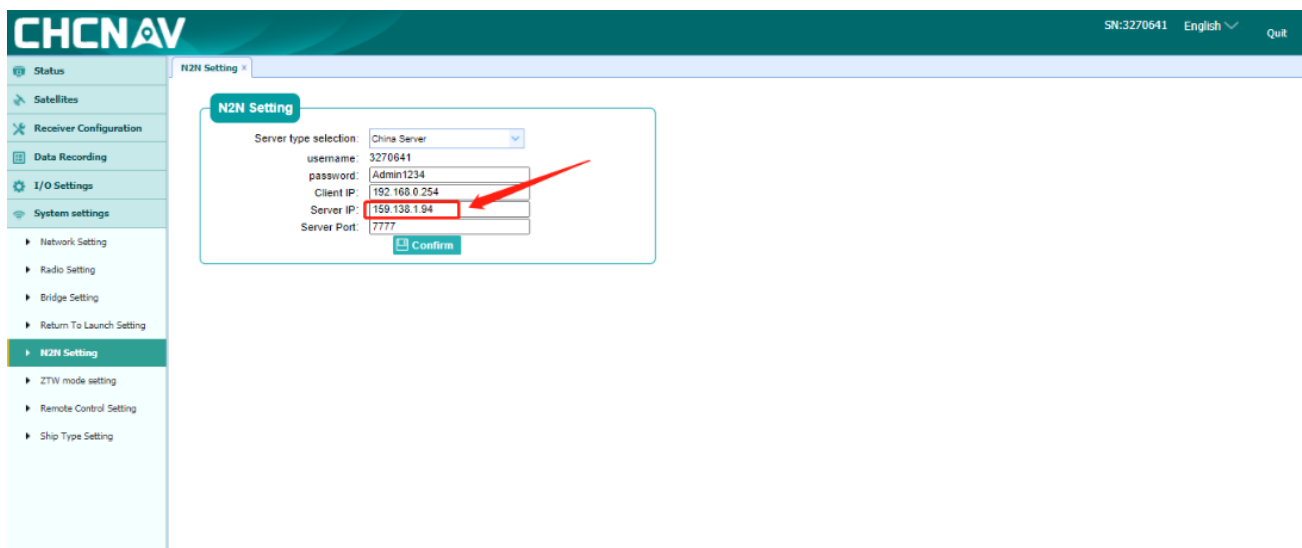 CHCNAV
SN:3270641 English Quit
Status
Satellites
Receiver Configuration
Data Recording
I/O Settings
System settings
Network Setting
Radio Setting
Bridge Setting
Return To Launch Setting
N2N Setting
ZTW mode setting
Remote Control Setting
Ship Type Setting
N2N Setting ×
N2N Setting
Server type selection: China Server
username: 3270641
password: Admin1234
Client IP: 192.168.0.254
Server IP: 159.138.1.94
Server Port: 7777
Confirm